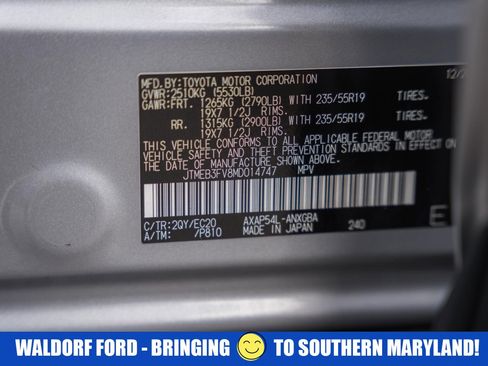 MFD.BY:TOYOTA MOTOR CORPORATION 12/2
GVWR:2510KG (5530LB)
GAWR:FRT. 1265KG (2790LB) WITH 235/55R19 TIRES.
19X7 1/2J RIMS.
RR. 1315KG (2900LB) WITH 235/55R19 TIRES.
19X7 1/2J RIMS.
THIS VEHICLE CONFORMS TO ALL APPLICABLE FEDERAL MOTOR
VEHICLE SAFETY AND BUMPER STANDARDS IN EFFECT ON
THE DATE OF MANUFACTURE SHOWN ABOVE.
JTMEB3FV8MD014747 MPV
C/TR:2QY/EC20 AXAP54L-ANXGBA
A/TM: /P810 MADE IN JAPAN 240 E
WALDORF FORD - BRINGING 😊 TO SOUTHERN MARYLAND!